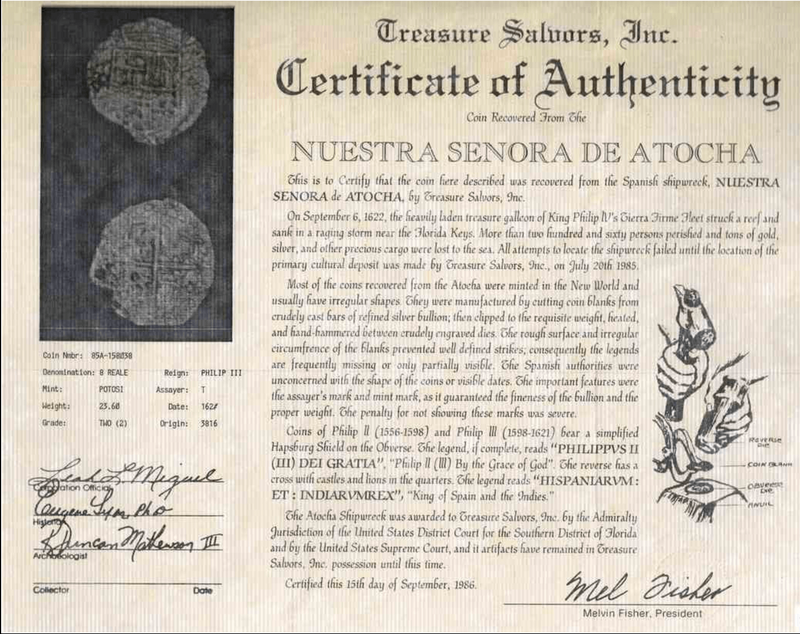 Treasure Salvors, Inc.
Certificate of Authenticity
Coin Recovered From The
NUESTRA SENORA DE ATOCHA
This is to Certify that the coin here described was recovered from the Spanish shipwreck, NUESTRA
SENORA de ATOCHA, by Treasure Salvors, Inc.
On September 6, 1622, the heavily laden treasure galleon of King Philip IV's Tierra Firme Fleet struck a reef and
sank in a raging storm near the Florida Keys. More than two hundred and sixty persons perished and tons of gold,
silver, and other precious cargo were lost to the sea. All attempts to locate the shipwreck failed until the location of the
primary cultural deposit was made by Treasure Salvors, Inc., on July 20th 1985.
Most of the coins recovered from the Atocha were minted in the New World and
usually have irregular shapes. They were manufactured by cutting coin blanks from
crudely cast bars of refined silver bullion; then clipped to the requisite weight, heated,
and hand-hammered between crudely engraved dies. The rough surface and irregular
circumfrence of the blanks prevented well defined strikes; consequently the legends
are frequently missing or only partially visible. The Spanish authorities were
unconcerned with the shape of the coins or visible dates. The important features were
the assayer's mark and mint mark, as it guaranteed the fineness of the bullion and the
proper weight. The penalty for not showing these marks was severe.
Coins of Philip II (1556-1598) and Philip III (1598-1621) bear a simplified
Hapsburg Shield on the Obverse. The legend, if complete, reads "PHILIPPVS II
(III) DEI GRATIA", "Philip II (III) By the Grace of God". The reverse has a
cross with castles and lions in the quarters. The legend reads "HISPANIARVM :
ET : INDIARVMREX", "King of Spain and the Indies."
The Atocha Shipwreck was awarded to Treasure Salvors, Inc. by the Admiralty
Jurisdiction of the United States District Court for the Southern District of Florida
and by the United States Supreme Court, and it artifacts have remained in Treasure
Salvors, Inc. possession until this time.
Certified this 15th day of September, 1986.
Mel Fisher
Melvin Fisher, President
REVERSE DIE
COIN BLANK
OBVERSE DIE
ANVIL
Coin Nmbr: 85A-158038
Denomination: 8 REALE Reign: PHILIP III
Mint: POTOSI Assayer: T
Weight: 23.60 Date: 162/
Grade: TWO (2) Origin: 3816
Leah L Miguel
Corporation Official
Eugene Lyon, PhD
Historian
R Duncan Mathewson III
Archaeologist
Collector Date